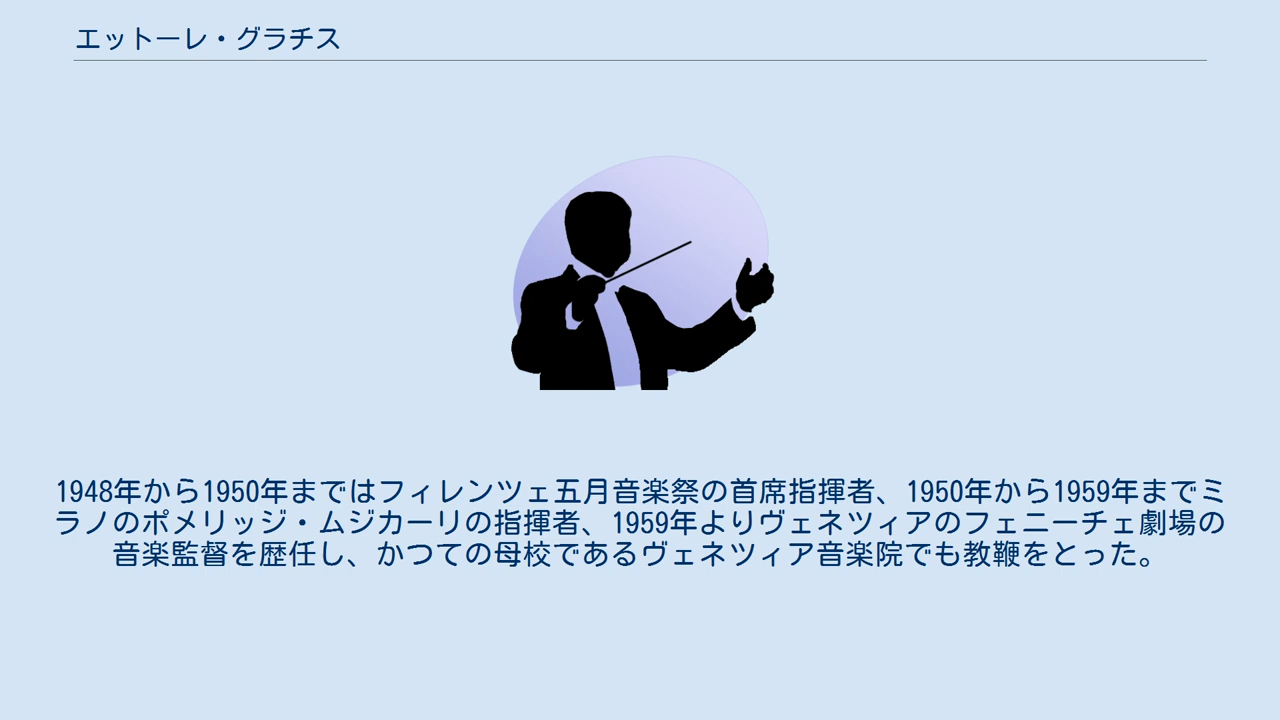 エットーレ・グラチス
1948年から1950年まではフィレンツェ五月音楽祭の首席指揮者、1950年から1959年までミ
ラノのポメリッジ・ムジカーリの指揮者、1959年よりヴェネツィアのフェニーチェ劇場の
音楽監督を歴任し、かつての母校であるヴェネツィア音楽院でも教鞭をとった。